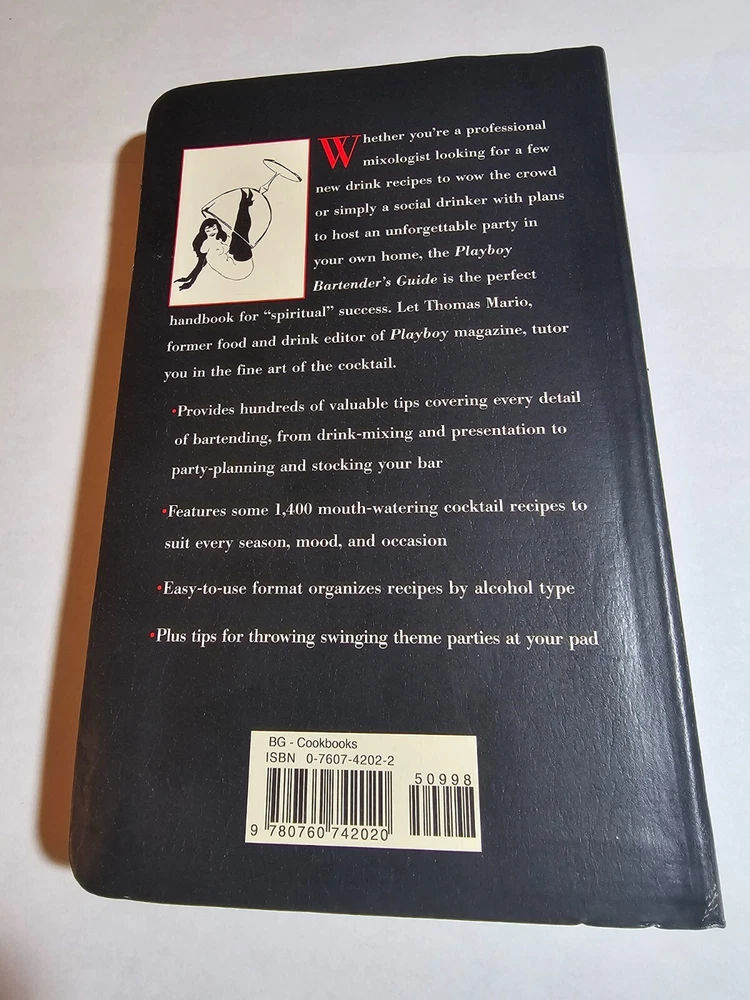 Whether you're a professional
mixologist looking for a few
new drink recipes to wow the crowd
or simply a social drinker with plans
to host an unforgettable party in
your own home, the Playboy
Bartender's Guide is the perfect
handbook for “spiritual” success. Let Thomas Mario,
former food and drink editor of Playboy magazine, tutor
you in the fine art of the cocktail.
•Provides hundreds of valuable tips covering every detail
of bartending, from drink-mixing and presentation to
party-planning and stocking your bar
•Features some 1,400 mouth-watering cocktail recipes to
suit every season, mood, and occasion
•Easy-to-use format organizes recipes by alcohol type
•Plus tips for throwing swinging theme parties at your pad
BG - Cookbooks
ISBN 0-7607-4202-2
50998
9 780760 742020